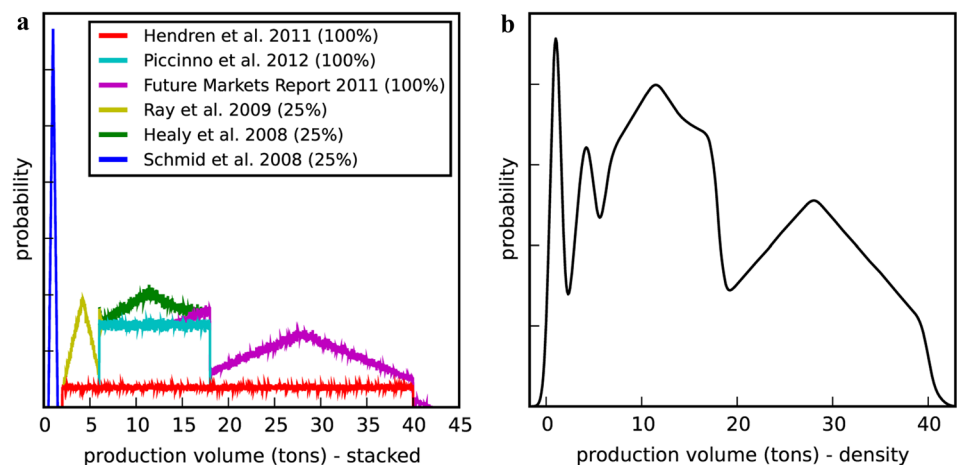 a
Hendren et al. 2011 (100%)
Piccinno et al. 2012 (100%)
Future Markets Report 2011 (100%)
Ray et al. 2009 (25%)
Healy et al. 2008 (25%)
Schmid et al. 2008 (25%)
probability
0 5 10 15 20 25 30 35 40 45
production volume (tons) - stacked
b
probability
0 10 20 30 40
production volume (tons) - density